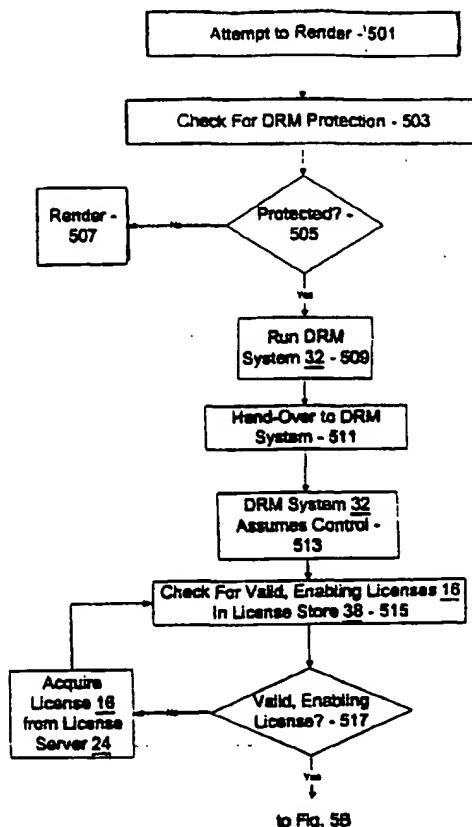 Attempt to Render - 501
Check For DRM Protection - 503
Protected? -
505
Render -
507
No
Yes
Run DRM
System 32 - 509
Hand-Over to DRM
System - 511
DRM System 32
Assumes Control -
513
Check For Valid, Enabling Licenses 16
In License Store 38 - 515
Acquire
License 16
from License
Server 24
No
Valid, Enabling
License? - 517
Yes
to Fig. 5B